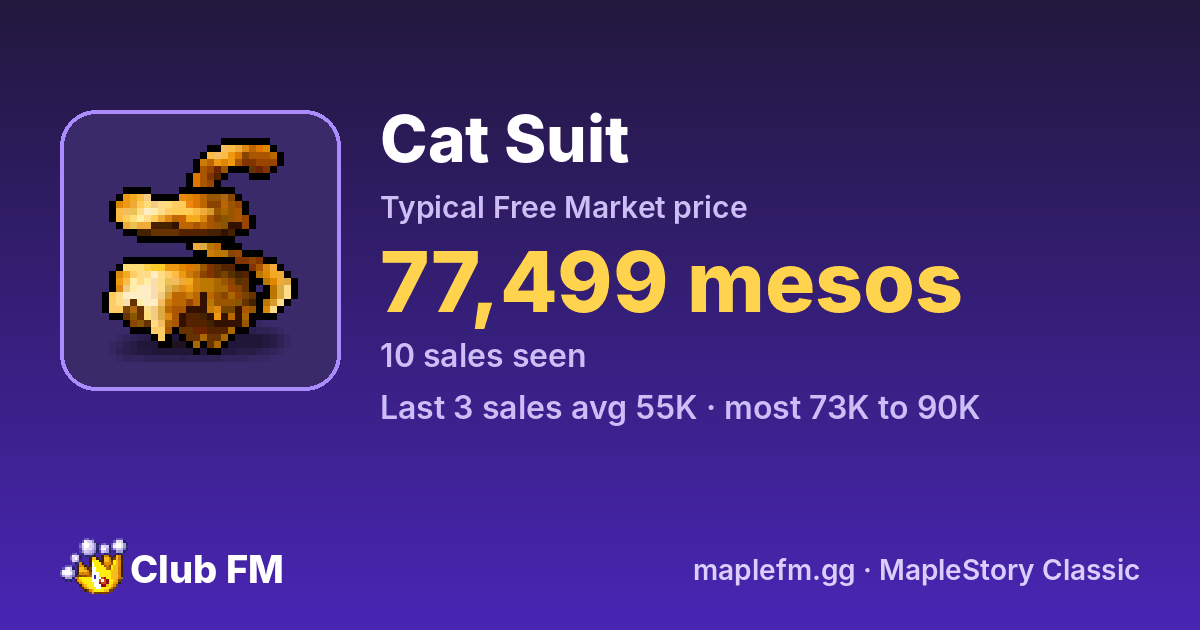 Cat Suit
Typical Free Market price
77,499 mesos
10 sales seen
Last 3 sales avg 55K · most 73K to 90K
Club FM
maplefm.gg · MapleStory Classic